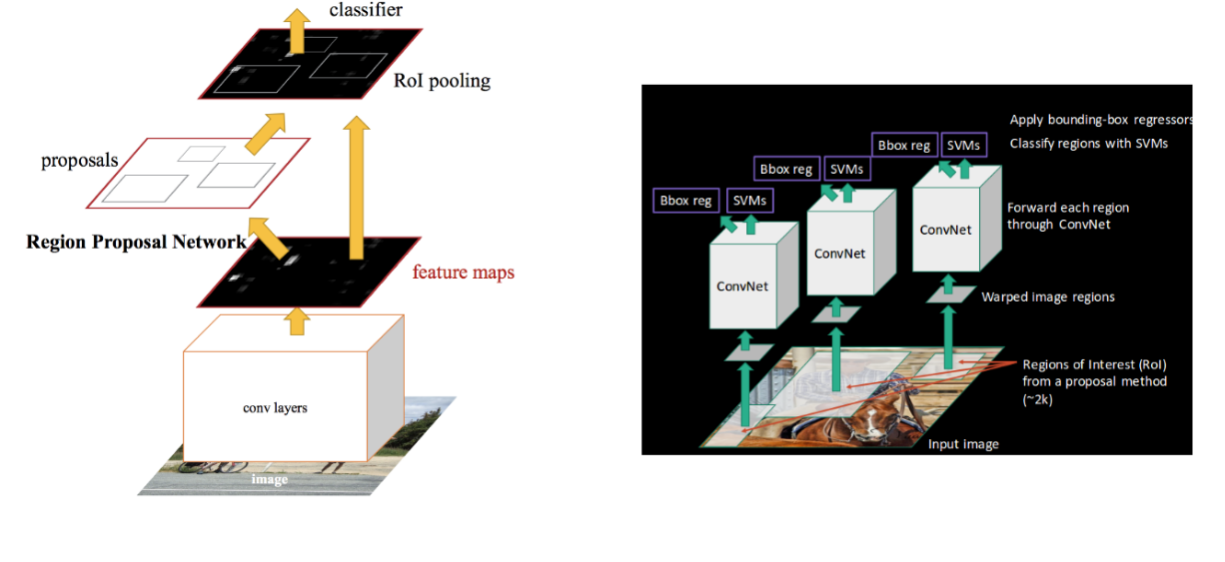 classifier
RoI pooling
proposals
Region Proposal Network
feature maps
conv layers
image
Apply bounding-box regressors
Classify regions with SVMs
Bbox reg
SVMs
Bbox reg
SVMs
Bbox reg
SVMs
Forward each region
through ConvNet
ConvNet
ConvNet
ConvNet
Warped image regions
Regions of Interest (RoI)
from a proposal method
(~2k)
Input image